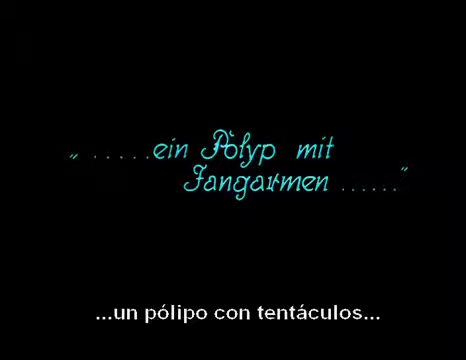 „.....ein Polyp mit
Fangarmen......"
...un pólipo con tentáculos...